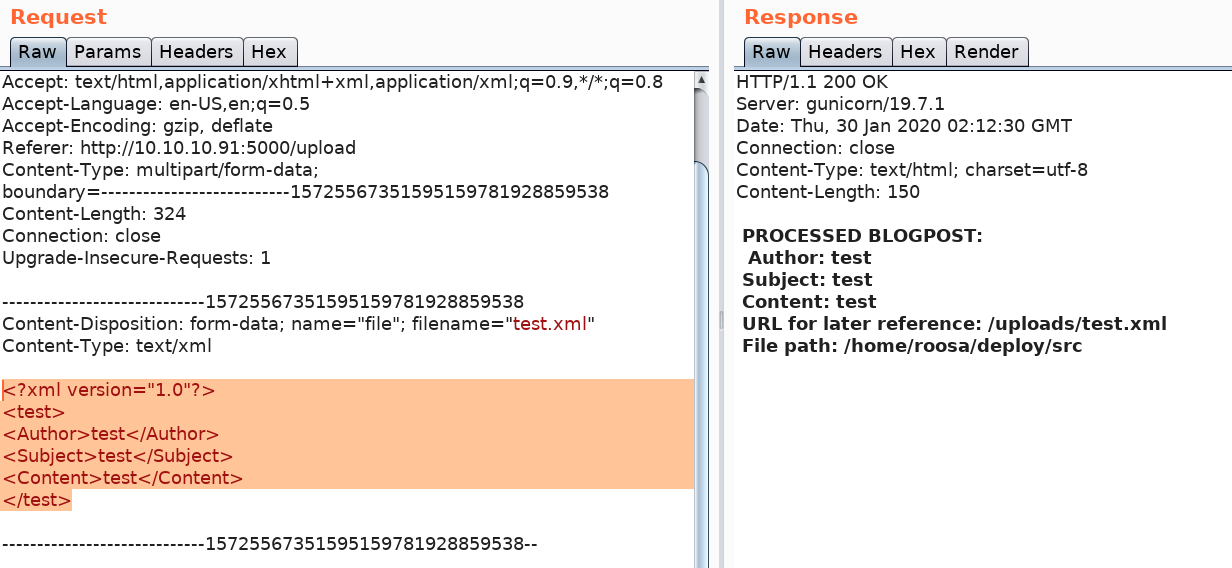 Request
Raw Params Headers Hex
Accept: text/html,application/xhtml+xml,application/xml;q=0.9,*/*;q=0.8
Accept-Language: en-US,en;q=0.5
Accept-Encoding: gzip, deflate
Referer: http://10.10.10.91:5000/upload
Content-Type: multipart/form-data;
boundary=---------------------------15725567351595159781928859538
Content-Length: 324
Connection: close
Upgrade-Insecure-Requests: 1
-----------------------------15725567351595159781928859538
Content-Disposition: form-data; name="file"; filename="test.xml"
Content-Type: text/xml
<?xml version="1.0"?>
<test>
<Author>test</Author>
<Subject>test</Subject>
<Content>test</Content>
</test>
-----------------------------15725567351595159781928859538--
Response
Raw Headers Hex Render
HTTP/1.1 200 OK
Server: gunicorn/19.7.1
Date: Thu, 30 Jan 2020 02:12:30 GMT
Connection: close
Content-Type: text/html; charset=utf-8
Content-Length: 150
PROCESSED BLOGPOST:
Author: test
Subject: test
Content: test
URL for later reference: /uploads/test.xml
File path: /home/roosa/deploy/src